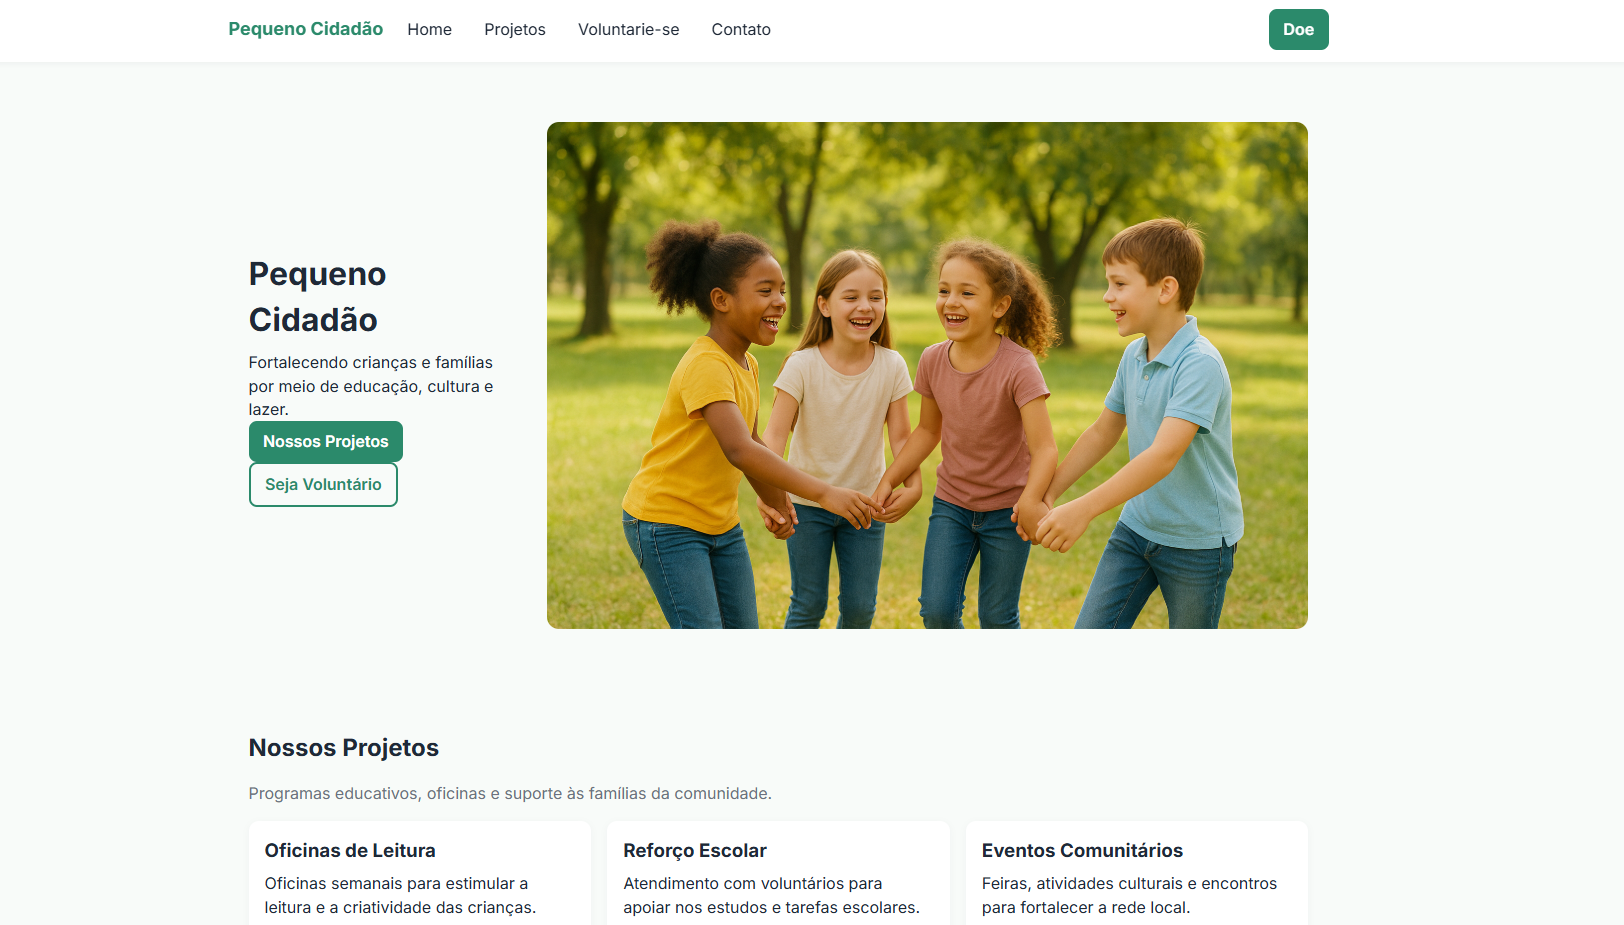 Pequeno Cidadão Home Projetos Voluntarie-se Contato Doe
Pequeno
Cidadão
Fortalecendo crianças e famílias
por meio de educação, cultura e
lazer.
Nossos Projetos
Seja Voluntário
Nossos Projetos
Programas educativos, oficinas e suporte às famílias da comunidade.
Oficinas de Leitura
Oficinas semanais para estimular a
leitura e a criatividade das crianças.
Reforço Escolar
Atendimento com voluntários para
apoiar nos estudos e tarefas escolares.
Eventos Comunitários
Feiras, atividades culturais e encontros
para fortalecer a rede local.